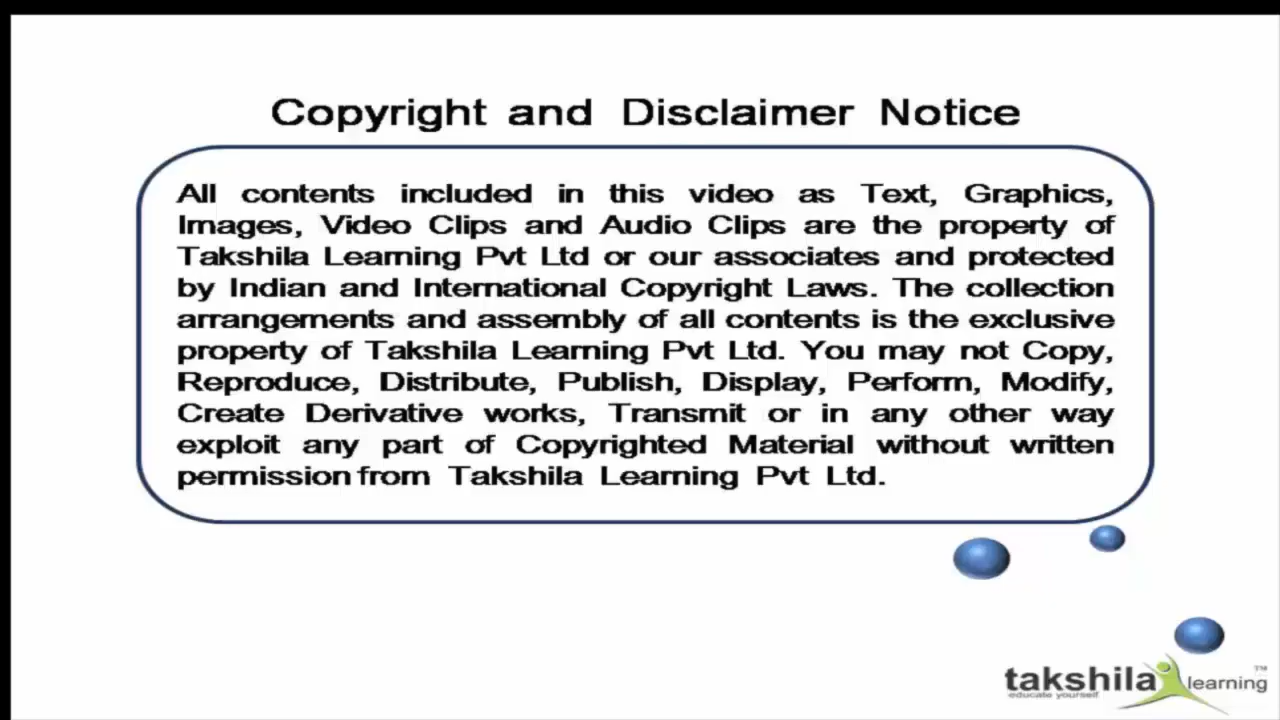 Copyright and Disclaimer Notice
All contents included in this video as Text, Graphics,
Images, Video Clips and Audio Clips are the property of
Takshila Learning Pvt Ltd or our associates and protected
by Indian and International Copyright Laws. The collection
arrangements and assembly of all contents is the exclusive
property of Takshila Learning Pvt Ltd. You may not Copy,
Reproduce, Distribute, Publish, Display, Perform, Modify,
Create Derivative works, Transmit or in any other way
exploit any part of Copyrighted Material without written
permission from Takshila Learning Pvt Ltd.
takshila learning TM
educate yourself